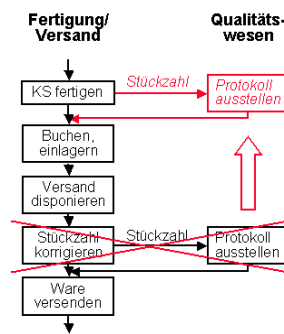 Fertigung/
Versand
Qualitäts-
wesen
Stückzahl
KS fertigen
Protokoll
ausstellen
Buchen,
einlagern
Versand
disponieren
Stückzahl
korrigieren
Stückzahl
Protokoll
ausstellen
Ware
versenden